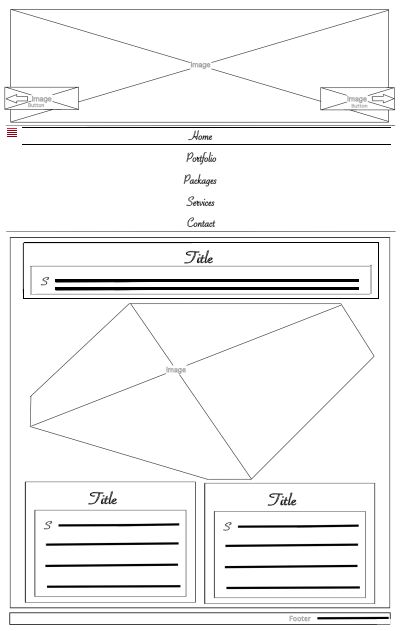 Image
Image
Button
Image
Button
Home
Portfolio
Packages
Services
Contact
Title
S
Image
Title
S
Title
S
Footer